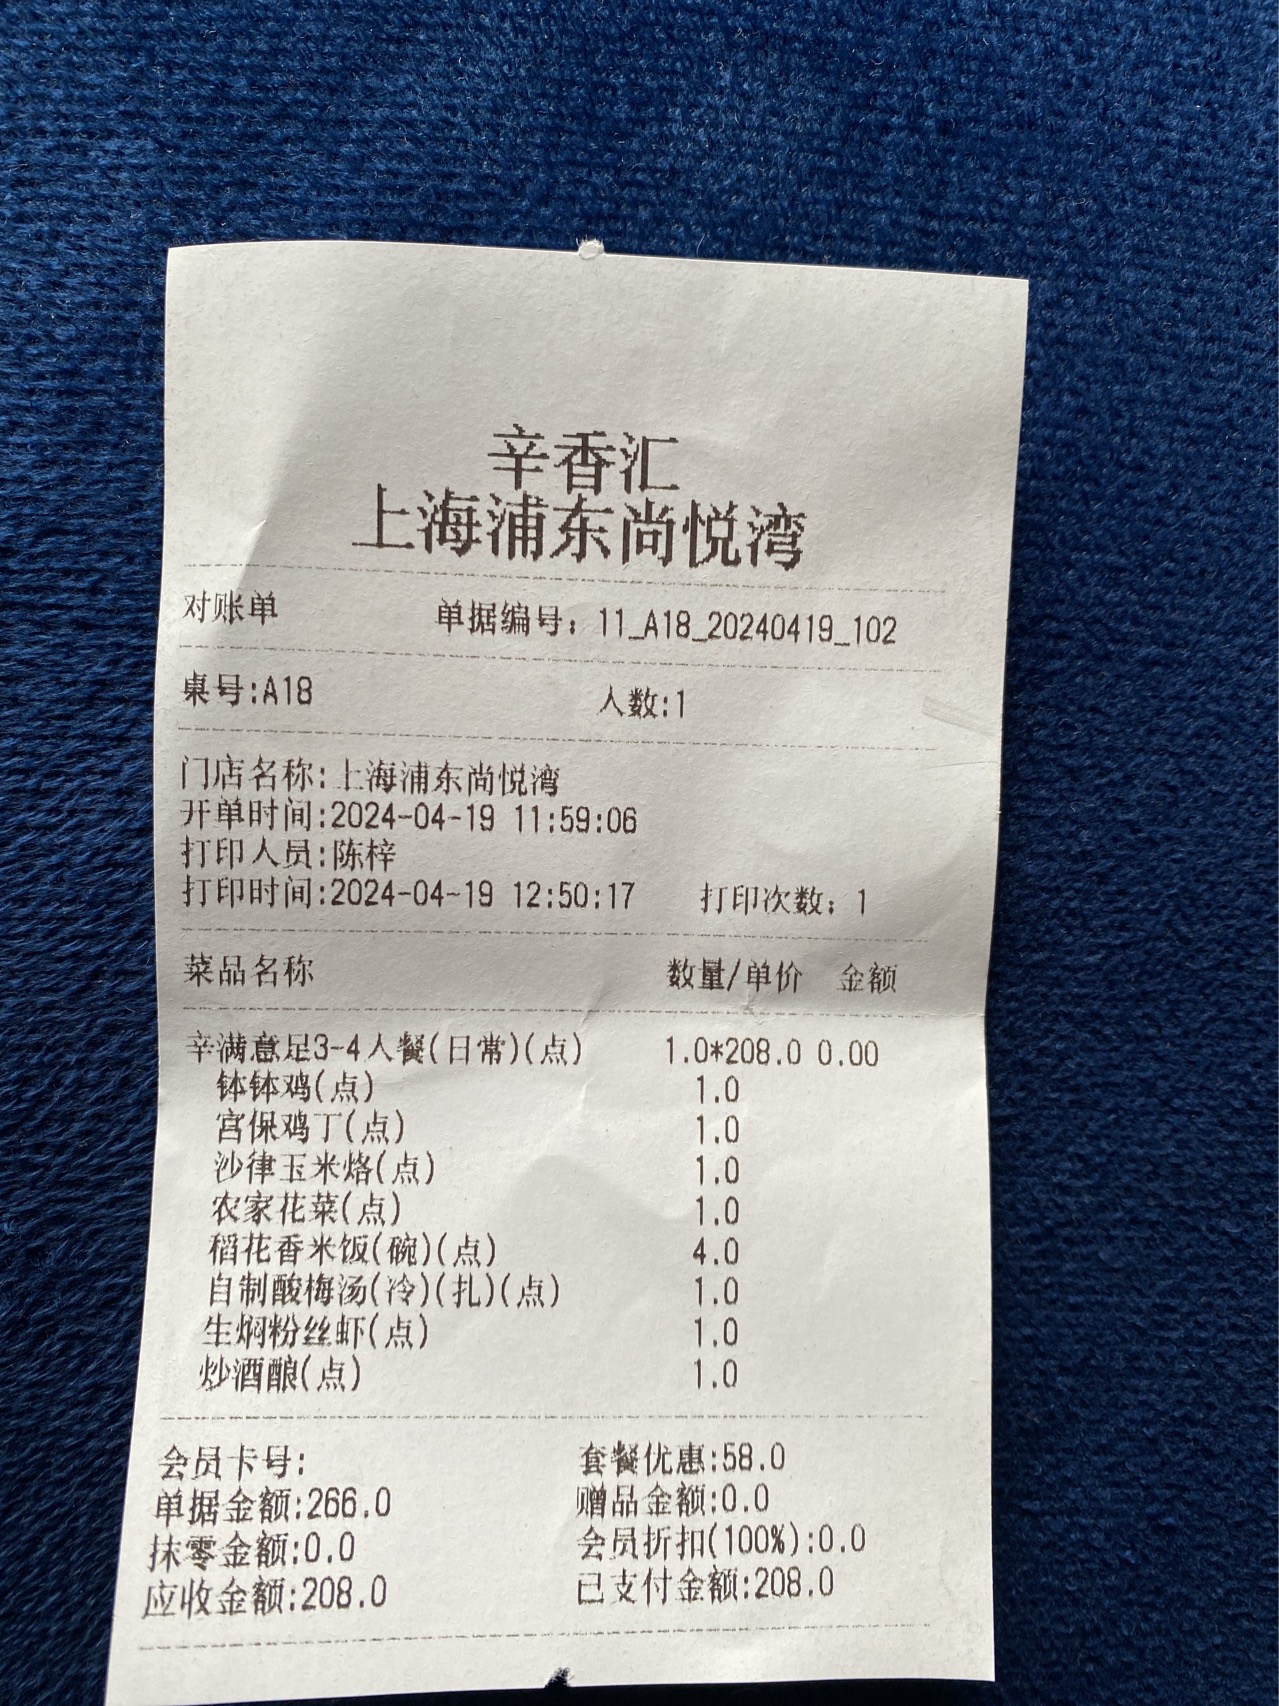 辛香汇
上海浦东尚悦湾
对账单 单据编号：11_A18_20240419_102
桌号:A18 人数:1
门店名称:上海浦东尚悦湾
开单时间:2024-04-19 11:59:06
打印人员:陈梓
打印时间:2024-04-19 12:50:17 打印次数：1
菜品名称 数量/单价 金额
辛满意足3-4人餐(日常)(点) 1.0*208.0 0.00
钵钵鸡(点) 1.0
宫保鸡丁(点) 1.0
沙律玉米烙(点) 1.0
农家花菜(点) 1.0
稻花香米饭(碗)(点) 4.0
自制酸梅汤(冷)(扎)(点) 1.0
生焖粉丝虾(点) 1.0
炒酒酿(点) 1.0
会员卡号: 套餐优惠:58.0
单据金额:266.0 赠品金额:0.0
抹零金额:0.0 会员折扣(100%):0.0
应收金额:208.0 已支付金额:208.0